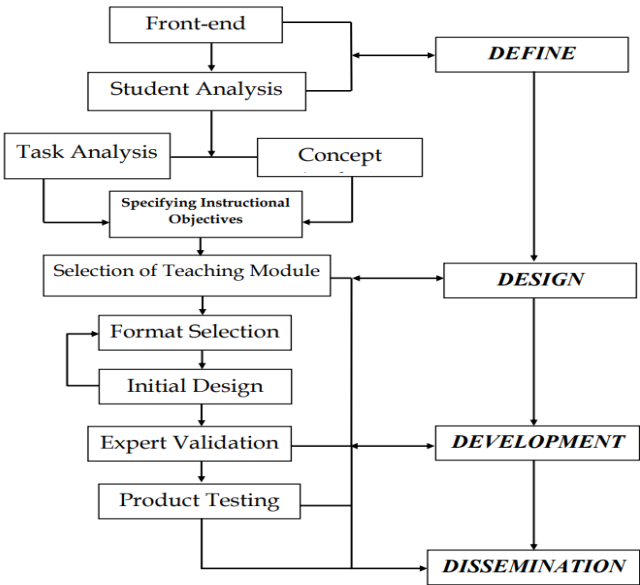 Front-end
DEFINE
Student Analysis
Task Analysis
Concept
Specifying Instructional
Objectives
Selection of Teaching Module
DESIGN
Format Selection
Initial Design
Expert Validation
DEVELOPMENT
Product Testing
DISSEMINATION